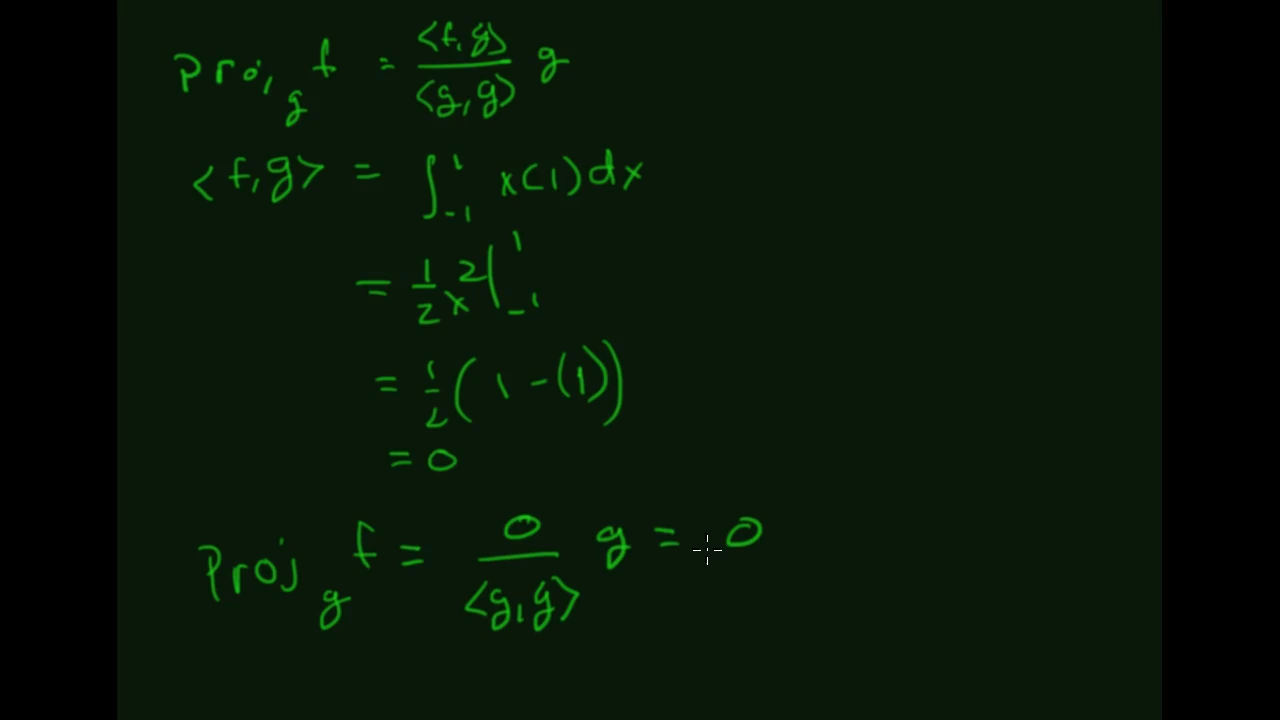 Proj_g f = <f,g>/<g,g> g
<f,g> = ∫_{-1}^{1} x(1)dx
= 1/2 x^2 |_{-1}^{1}
= 1/2 (1 - (1))
= 0
Proj_g f = 0/<g,g> g = 0